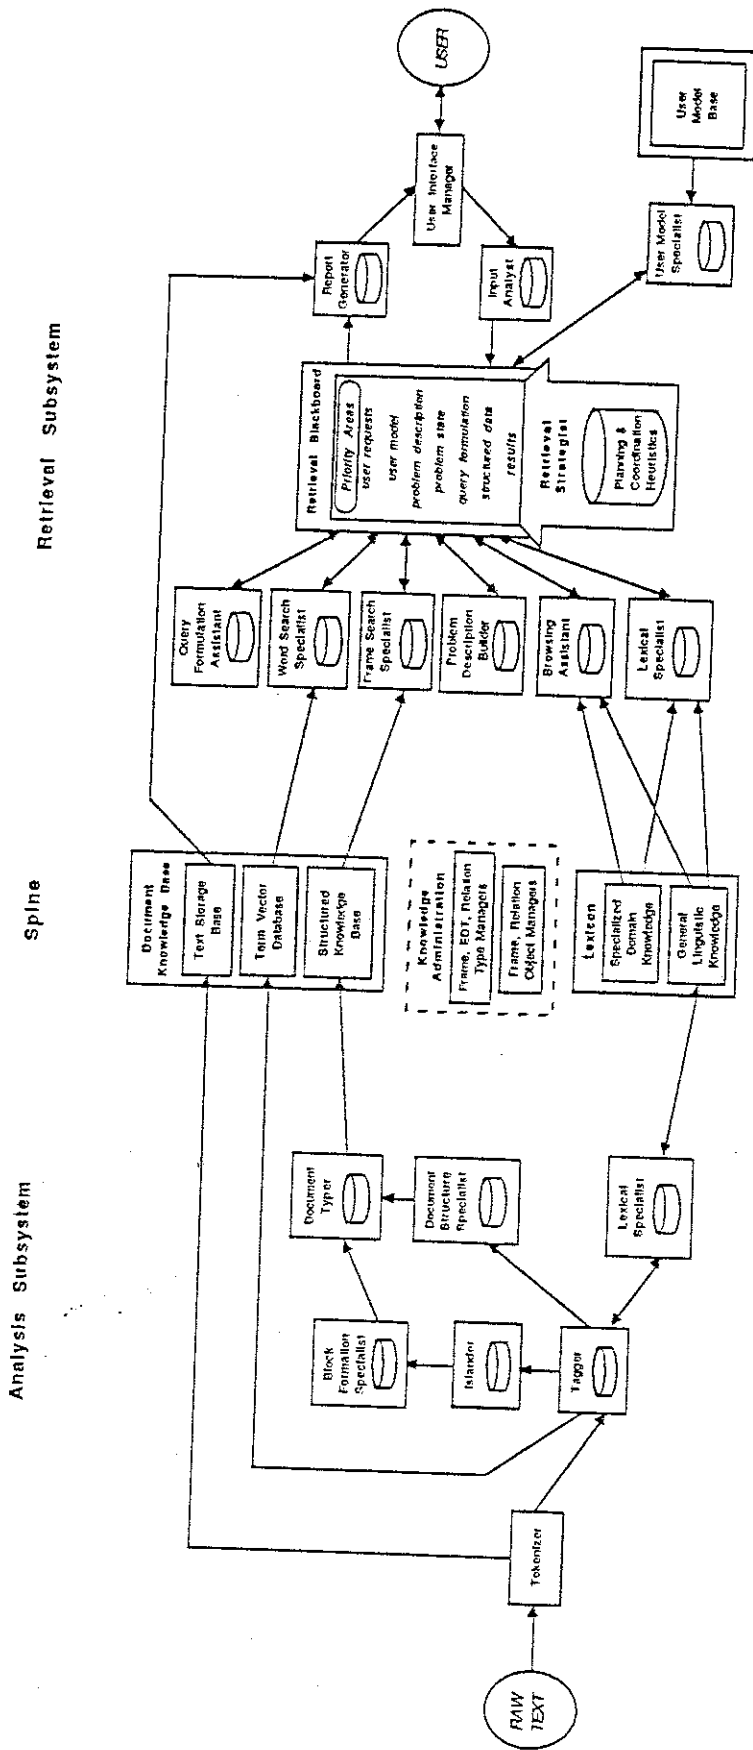 Analysis Subsystem
Spine
Retrieval Subsystem
RAW
TEXT
Tokenizer
Block
Formation
Specialist
Islander
Tagger
Document
Typer
Document
Structure
Specialist
Lexical
Specialist
Document
Knowledge Base
Text Storage
Base
Term Vector
Database
Structured
Knowledge
Base
Knowledge
Administration
Frame, EDT, Relation
Type Managers
Frame, Relation
Object Managers
Lexicon
Specialized
Domain
Knowledge
General
Linguistic
Knowledge
Query
Formulation
Assistant
Word Search
Specialist
Frame Search
Specialist
Problem
Description
Builder
Browsing
Assistant
Lexical
Specialist
Retrieval Blackboard
Priority Areas
user requests
user model
problem description
problem state
query formulation
structured data
results
Retrieval
Strategist
Planning &
Coordination
Heuristics
Report
Generator
Input
Analyst
User Interface
Manager
USER
User Model
Specialist
User
Model
Base